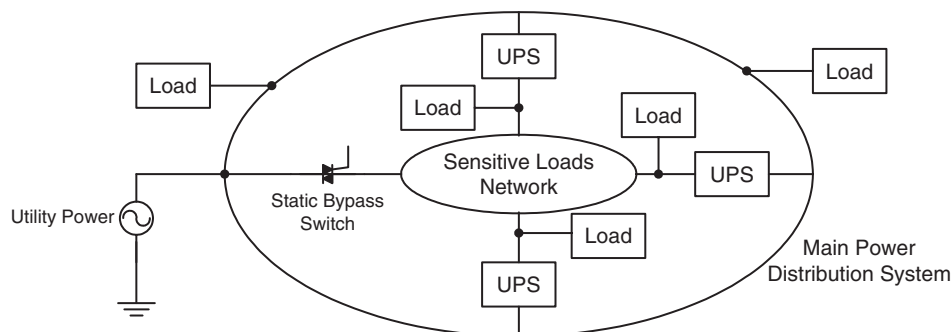 UPS
Load
Load
Load
Load
Sensitive Loads
Network
UPS
Static Bypass
Switch
Utility Power
Load
UPS
Main Power
Distribution System